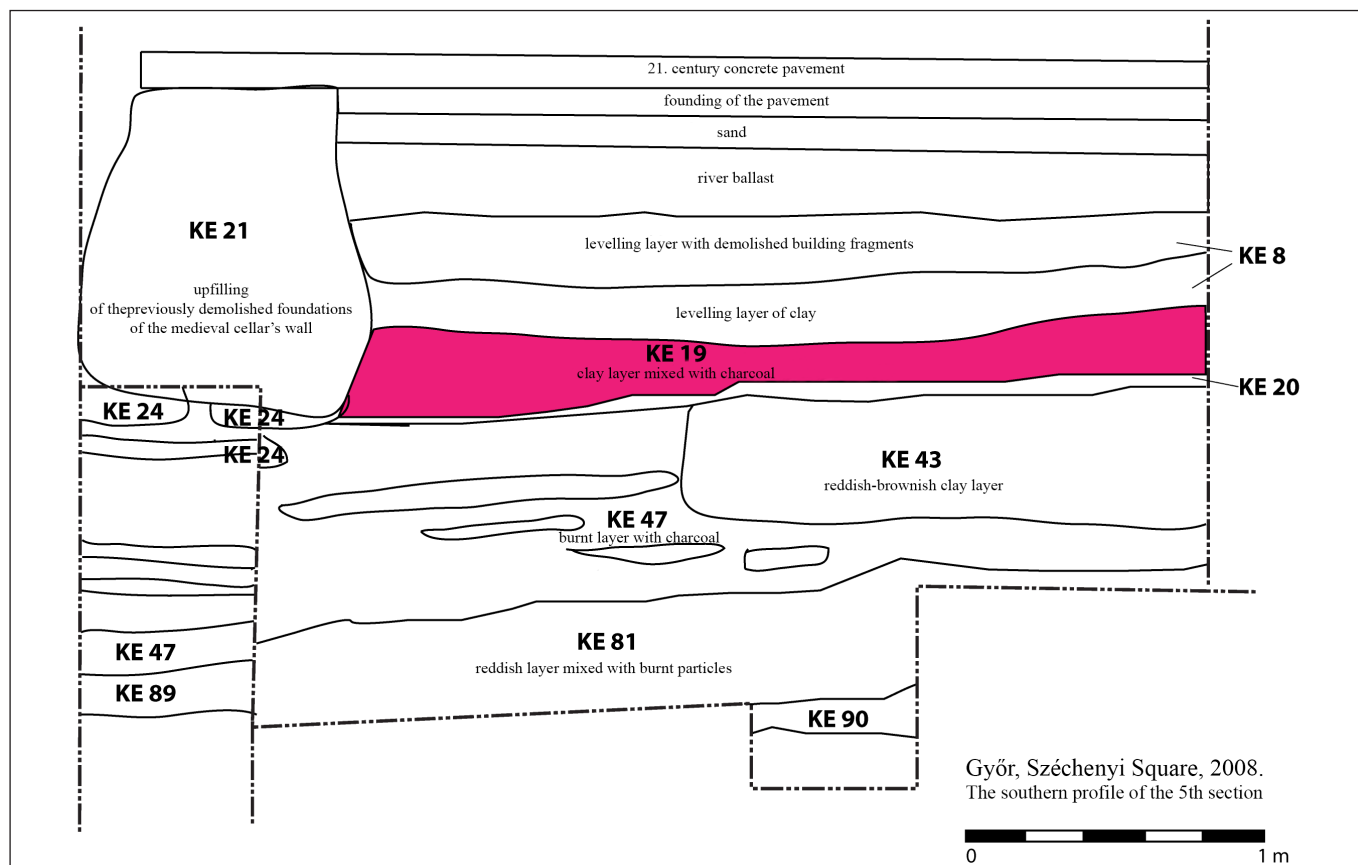 21. century concrete pavement
founding of the pavement
sand
river ballast
KE 21
levelling layer with demolished building fragments
KE 8
upfilling
of thepreviously demolished foundations
of the medieval cellar's wall
levelling layer of clay
KE 19
clay layer mixed with charcoal
KE 20
KE 24
KE 24
KE 24
KE 43
reddish-brownish clay layer
KE 47
burnt layer with charcoal
KE 81
reddish layer mixed with burnt particles
KE 47
KE 89
KE 90
Győr, Széchenyi Square, 2008.
The southern profile of the 5th section
0 1 m